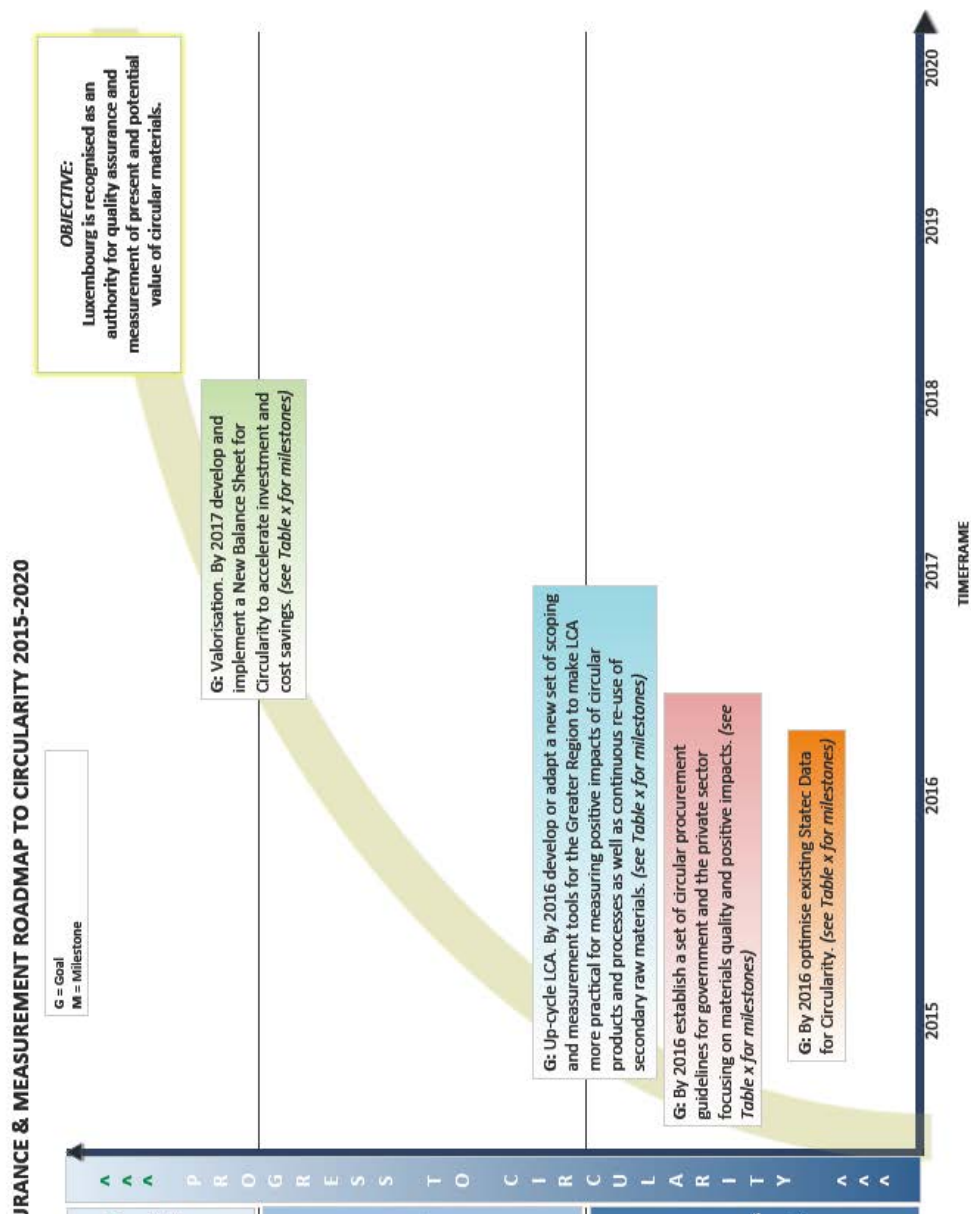 URANCE & MEASUREMENT ROADMAP TO CIRCULARITY 2015-2020
G = Goal
M = Milestone
OBJECTIVE:
Luxembourg is recognised as an
authority for quality assurance and
measurement of present and potential
value of circular materials.
G: Valorisation. By 2017 develop and
implement a New Balance Sheet for
Circularity to accelerate investment and
cost savings. (see Table x for milestones)
G: Up-cycle LCA. By 2016 develop or adapt a new set of scoping
and measurement tools for the Greater Region to make LCA
more practical for measuring positive impacts of circular
products and processes as well as continuous re-use of
secondary raw materials. (see Table x for milestones)
G: By 2016 establish a set of circular procurement
guidelines for government and the private sector
focusing on materials quality and positive impacts. (see
Table x for milestones)
G: By 2016 optimise existing Statec Data
for Circularity. (see Table x for milestones)
PROGRESS TO CIRCULARITY
2015 2016 2017 2018 2019 2020
TIMEFRAME